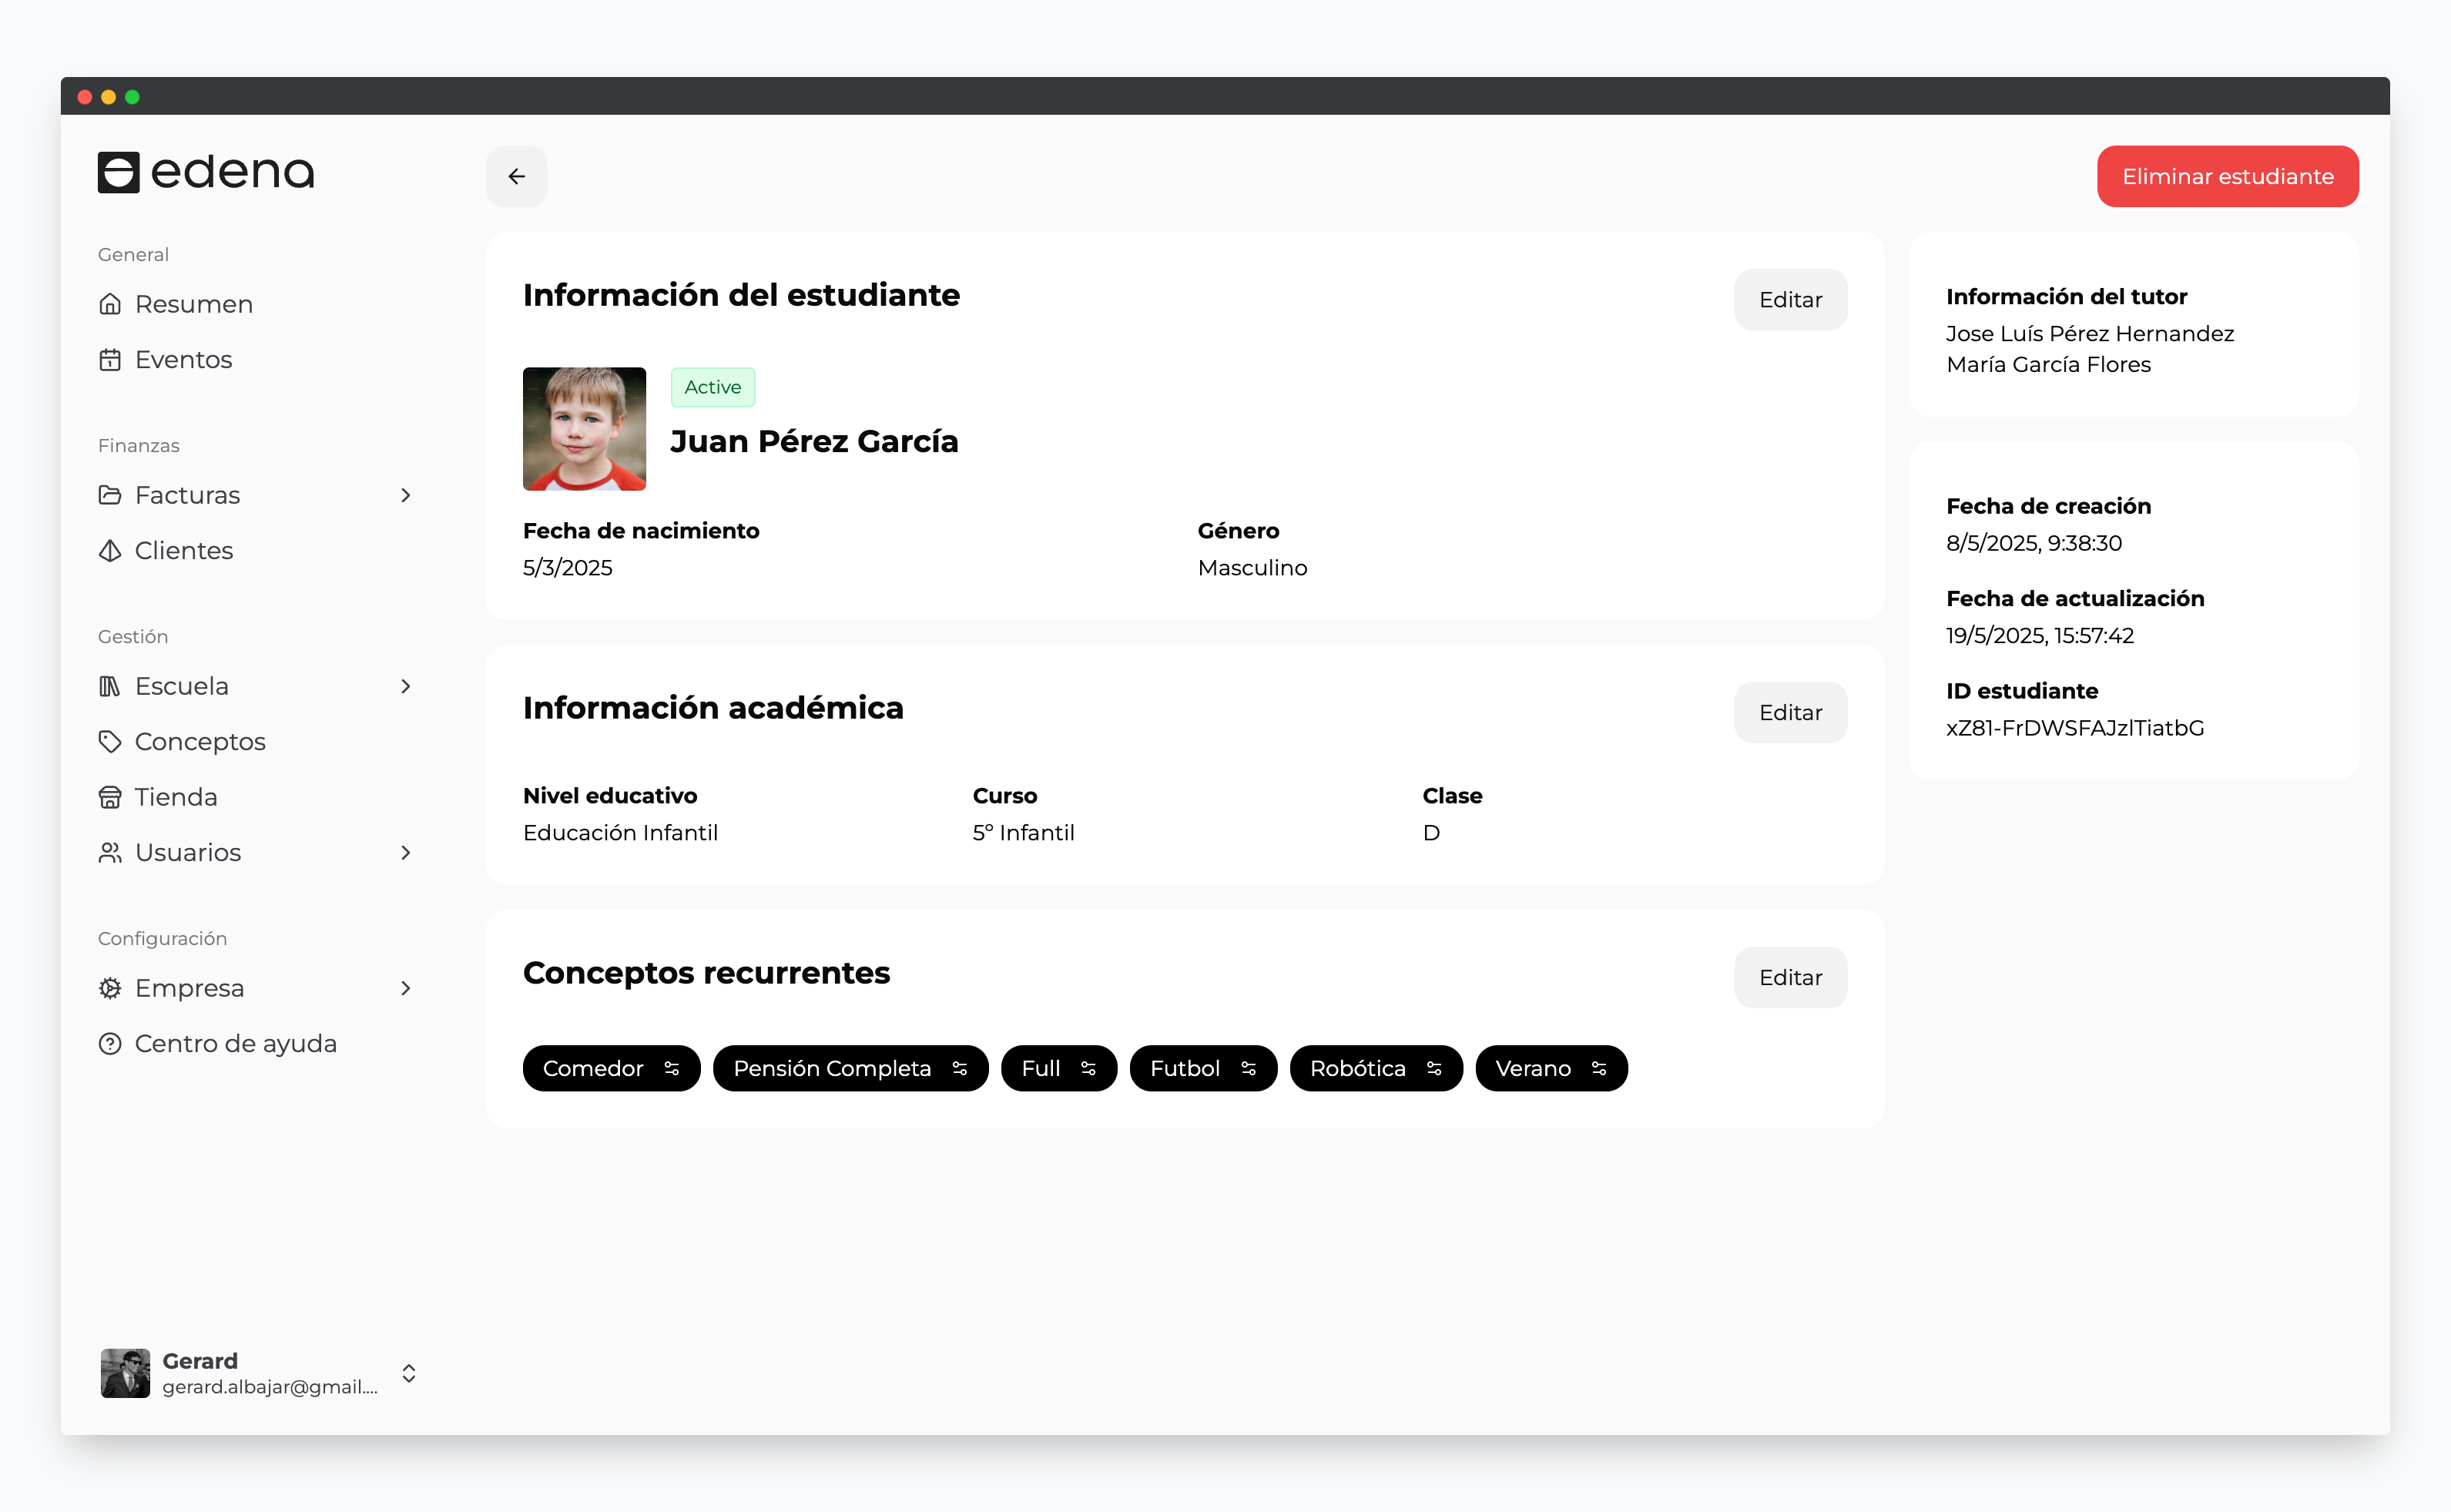 edena
General
Resumen
Eventos
Finanzas
Facturas
Clientes
Gestión
Escuela
Conceptos
Tienda
Usuarios
Configuración
Empresa
Centro de ayuda
Gerard
gerard.albajar@gmail....
Eliminar estudiante
Información del estudiante
Editar
Active
Juan Pérez García
Fecha de nacimiento
5/3/2025
Género
Masculino
Información académica
Editar
Nivel educativo
Educación Infantil
Curso
5º Infantil
Clase
D
Conceptos recurrentes
Editar
Comedor
Pensión Completa
Full
Futbol
Robótica
Verano
Información del tutor
Jose Luís Pérez Hernandez
María García Flores
Fecha de creación
8/5/2025, 9:38:30
Fecha de actualización
19/5/2025, 15:57:42
ID estudiante
xZ81-FrDWSFAJzlTiatbG